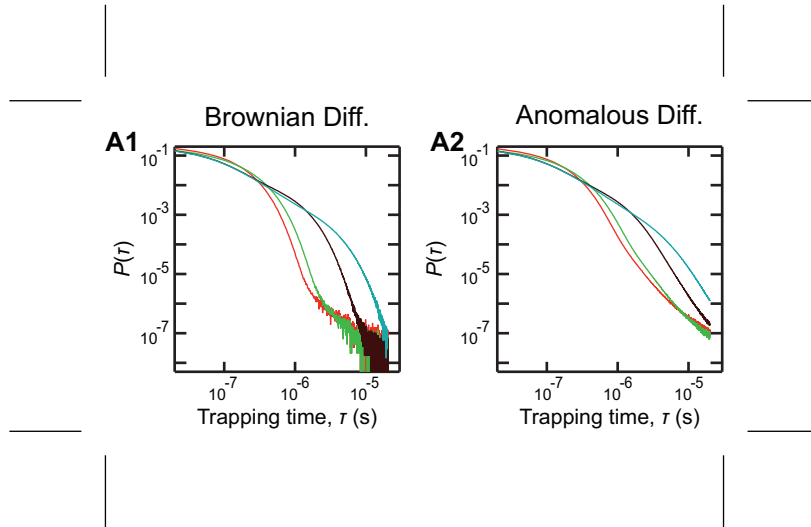 Brownian Diff.
Anomalous Diff.
A1
A2
10⁻¹
10⁻³
10⁻⁵
10⁻⁷
P(τ)
10⁻⁷
10⁻⁶
10⁻⁵
Trapping time, τ (s)
10⁻¹
10⁻³
10⁻⁵
10⁻⁷
P(τ)
10⁻⁷
10⁻⁶
10⁻⁵
Trapping time, τ (s)